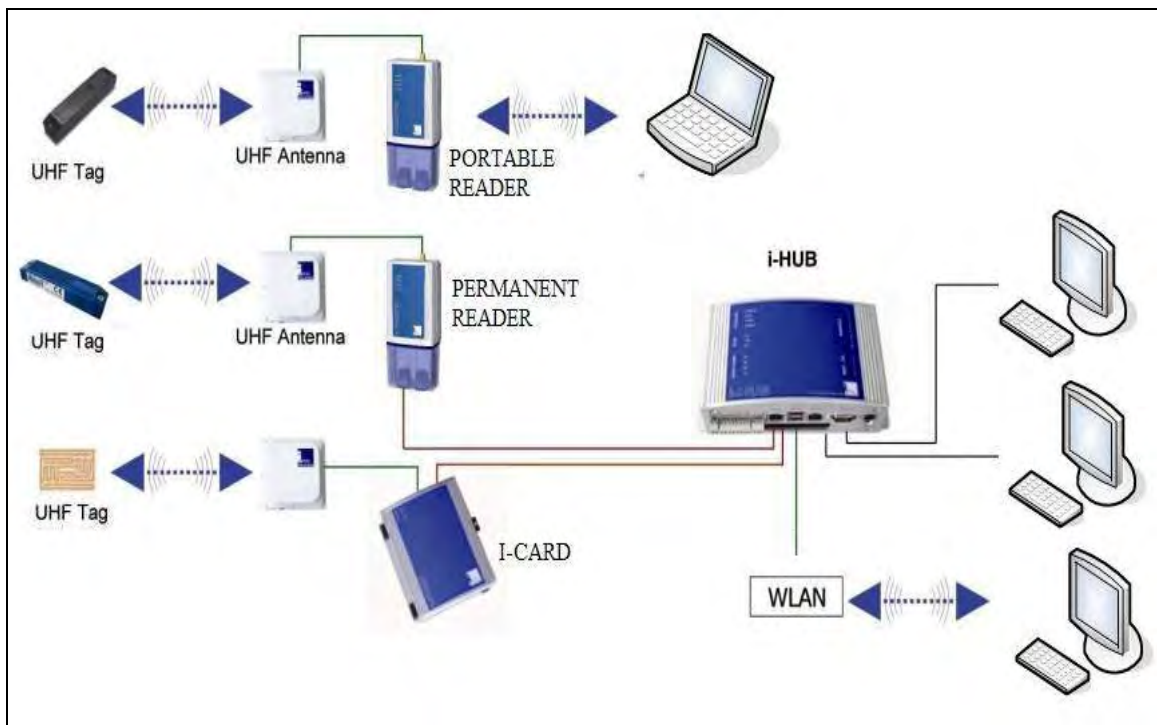 UHF Tag
UHF Antenna
PORTABLE
READER
i-HUB
UHF Tag
UHF Antenna
PERMANENT
READER
UHF Tag
I-CARD
WLAN